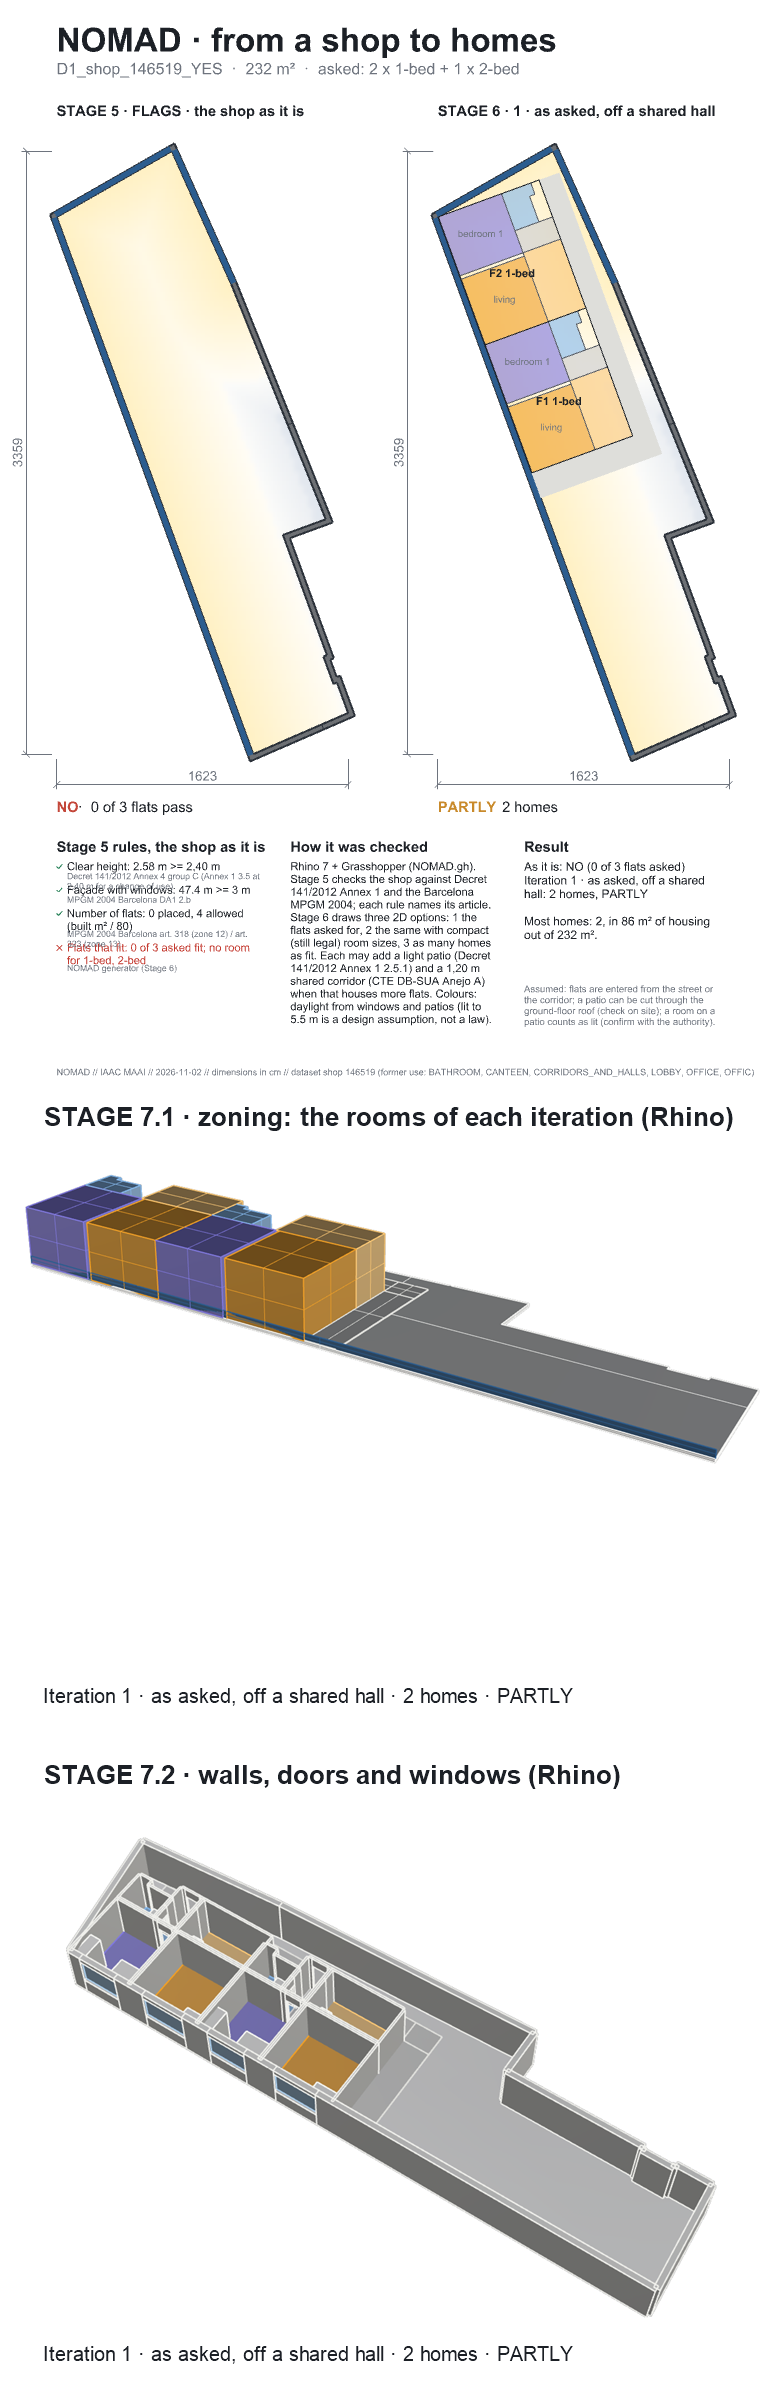 NOMAD · from a shop to homes
D1_shop_146519_YES · 232 m² · asked: 2 x 1-bed + 1 x 2-bed
STAGE 5 · FLAGS · the shop as it is
STAGE 6 · 1 · as asked, off a shared hall
3359
1623
3359
bedroom 1
F2 1-bed
living
bedroom 1
F1 1-bed
living
1623
NO· 0 of 3 flats pass
PARTLY 2 homes
Stage 5 rules, the shop as it is
Clear height: 2.58 m >= 2,40 m
Decret 141/2012 Annex 4 group C (Annex 1 3.5 at
Façade with windows: 47.4 m >= 3 m
MPGM 2004 Barcelona DA1 2.b
Number of flats: 0 placed, 4 allowed
(built m² / 80)
MPGM 2004 Barcelona art. 318 (zone 12) / art.
Flats that fit: 0 of 3 asked fit; no room
for 1-bed, 2-bed
NOMAD generator (Stage 6)
How it was checked
Rhino 7 + Grasshopper (NOMAD.gh).
Stage 5 checks the shop against Decret
141/2012 Annex 1 and the Barcelona
MPGM 2004; each rule names its article.
Stage 6 draws three 2D options: 1 the
flats asked for, 2 the same with compact
(still legal) room sizes, 3 as many homes
as fit. Each may add a light patio (Decret
141/2012 Annex 1 2.5.1) and a 1,20 m
shared corridor (CTE DB-SUA Anejo A)
when that houses more flats. Colours:
daylight from windows and patios (lit to
5.5 m is a design assumption, not a law).
Result
As it is: NO (0 of 3 flats asked)
Iteration 1 · as asked, off a shared
hall: 2 homes, PARTLY
Most homes: 2, in 86 m² of housing
out of 232 m².
Assumed: flats are entered from the street or
the corridor; a patio can be cut through the
ground-floor roof (check on site); a room on a
patio counts as lit (confirm with the authority).
NOMAD // IAAC MAAI // 2026-11-02 // dimensions in cm // dataset shop 146519 (former use: BATHROOM, CANTEEN, CORRIDORS_AND_HALLS, LOBBY, OFFICE, OFFIC)
STAGE 7.1 · zoning: the rooms of each iteration (Rhino)
Iteration 1 · as asked, off a shared hall · 2 homes · PARTLY
STAGE 7.2 · walls, doors and windows (Rhino)
Iteration 1 · as asked, off a shared hall · 2 homes · PARTLY